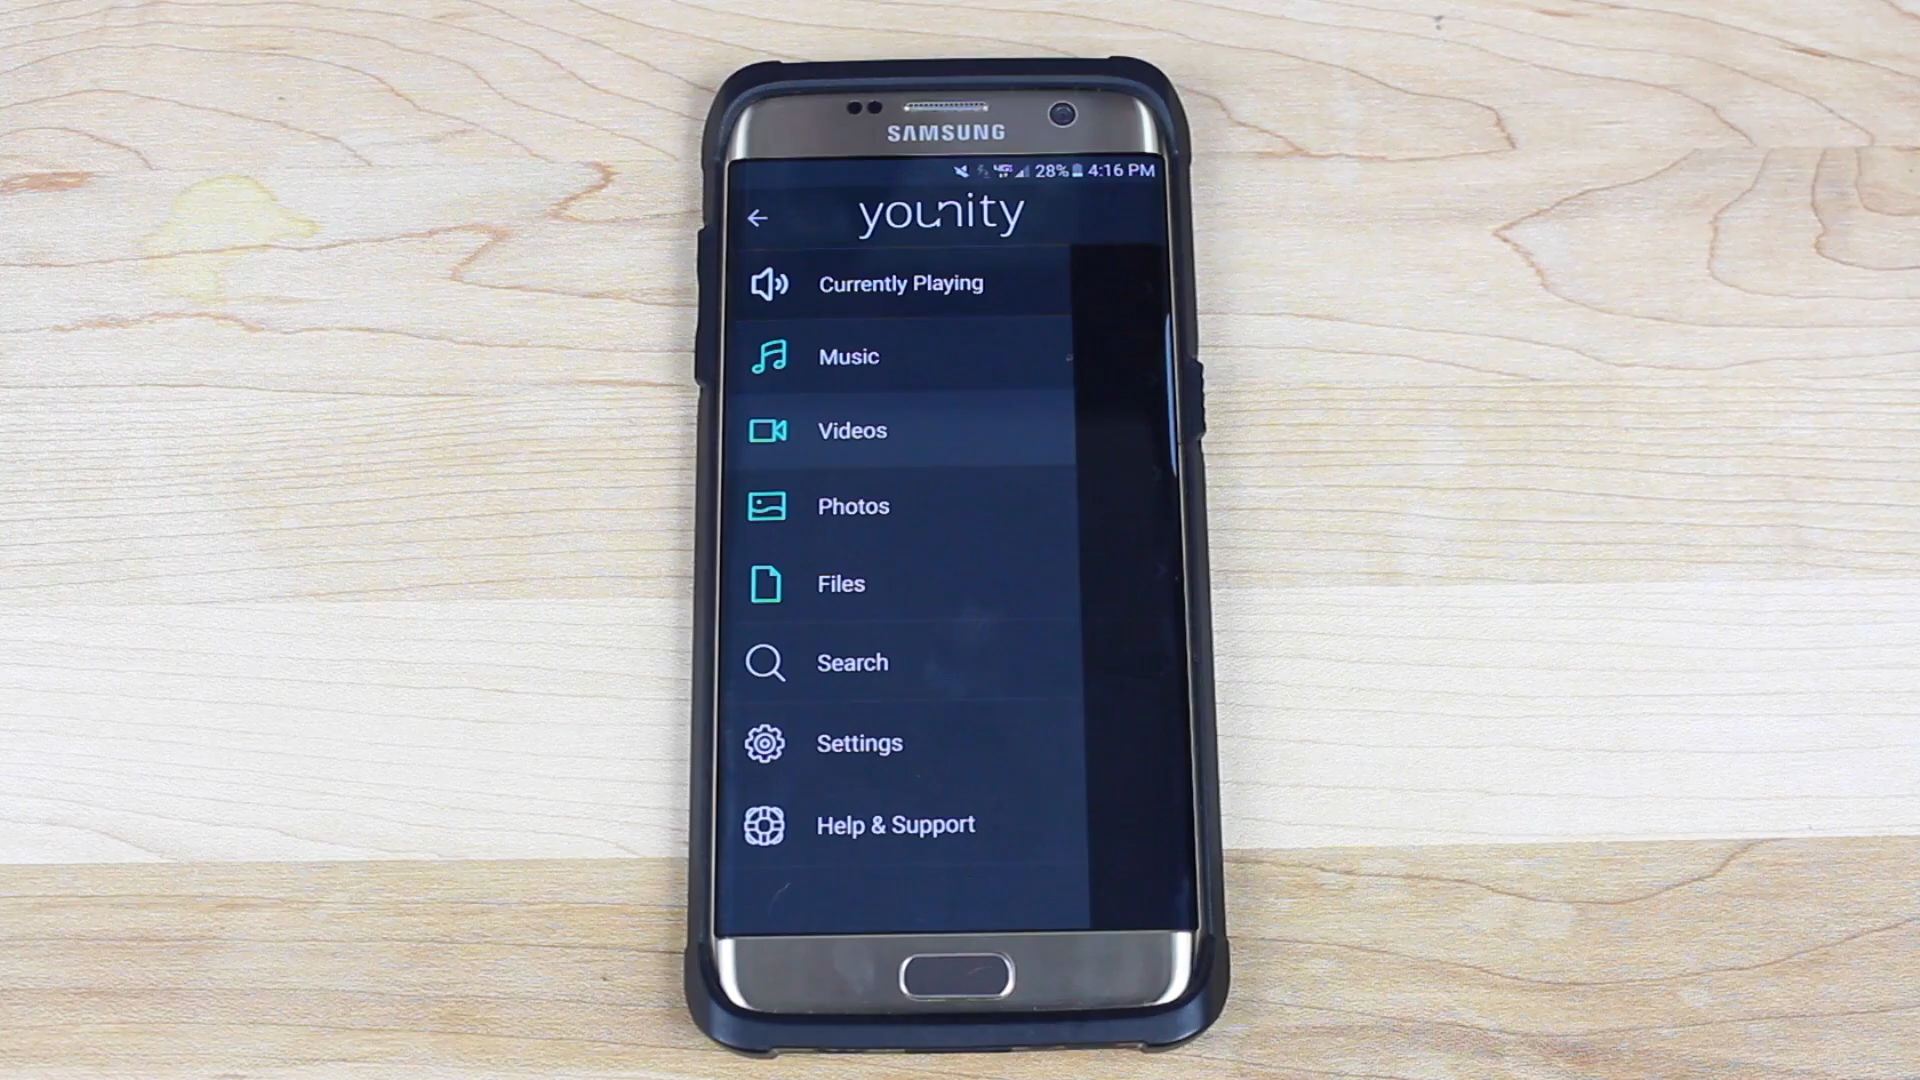 SAMSUNG
28% 4:16 PM
younity
Currently Playing
Music
Videos
Photos
Files
Search
Settings
Help & Support